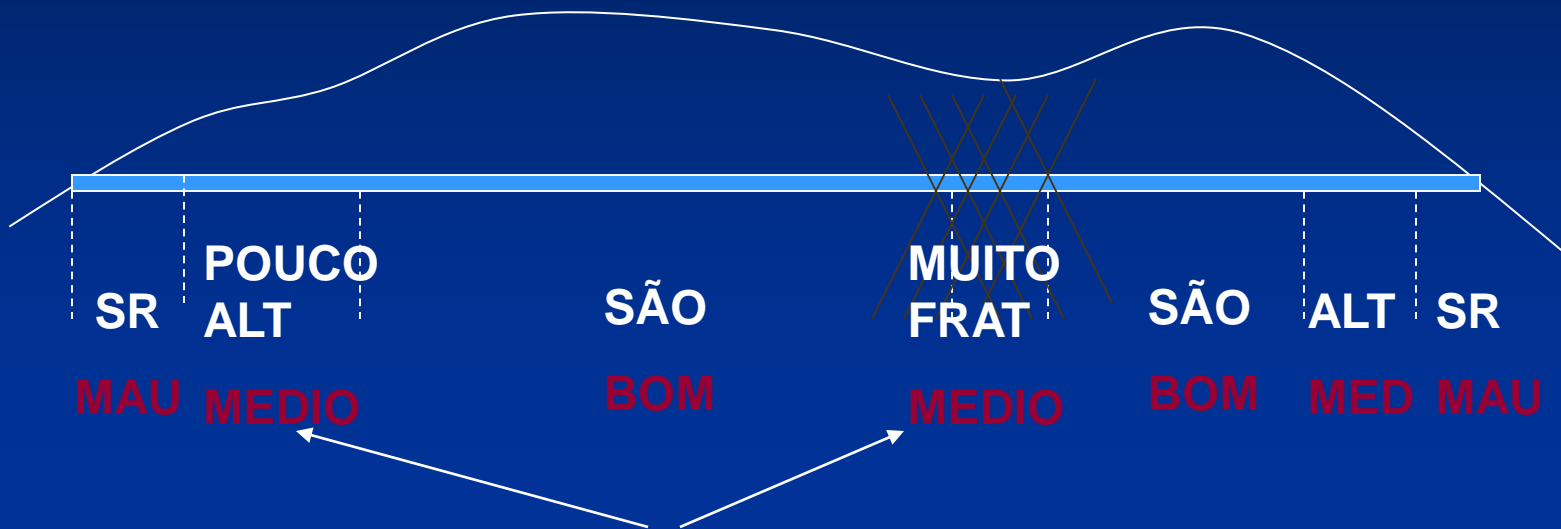 SR
POUCO
ALT
SÃO
MUITO
FRAT
SÃO
ALT
SR
MAU
MEDIO
BOM
MEDIO
BOM
MED
MAU